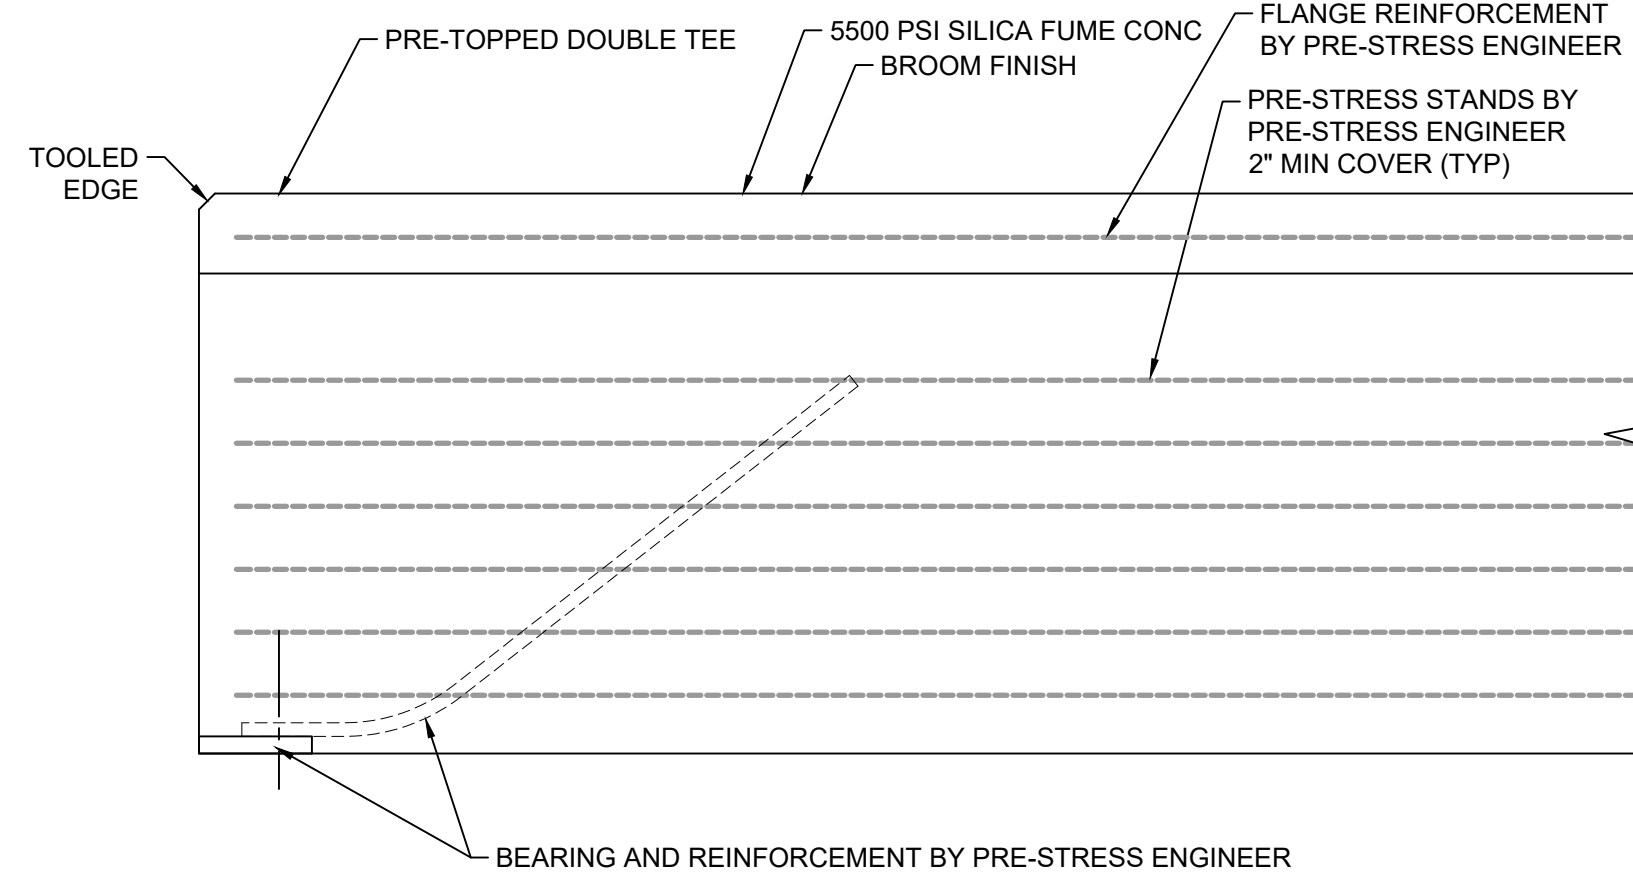 PRE-TOPPED DOUBLE TEE
5500 PSI SILICA FUME CONC
BROOM FINISH
FLANGE REINFORCEMENT
BY PRE-STRESS ENGINEER
PRE-STRESS STANDS BY
PRE-STRESS ENGINEER
2" MIN COVER (TYP)
TOOLED
EDGE
BEARING AND REINFORCEMENT BY PRE-STRESS ENGINEER